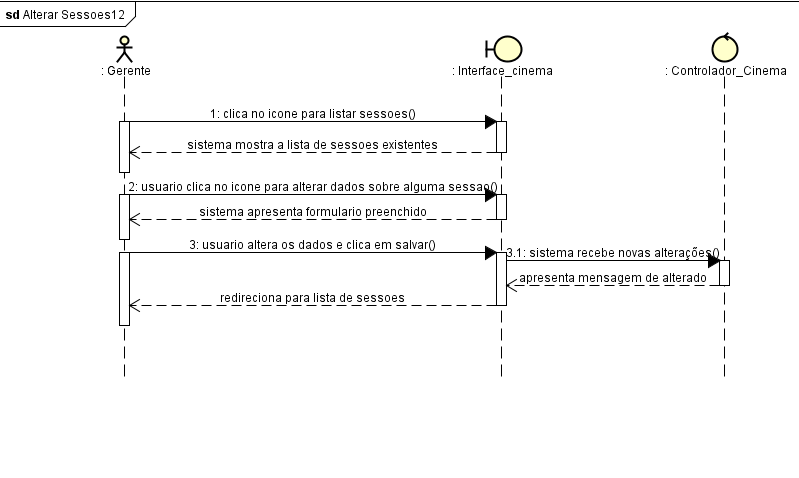 sd Alterar Sessoes12
: Gerente
: Interface_cinema
: Controlador_Cinema
1: clica no icone para listar sessoes()
sistema mostra a lista de sessoes existentes
2: usuario clica no icone para alterar dados sobre alguma sessao()
sistema apresenta formulario preenchido
3: usuario altera os dados e clica em salvar()
3.1: sistema recebe novas alterações()
apresenta mensagem de alterado
redireciona para lista de sessoes